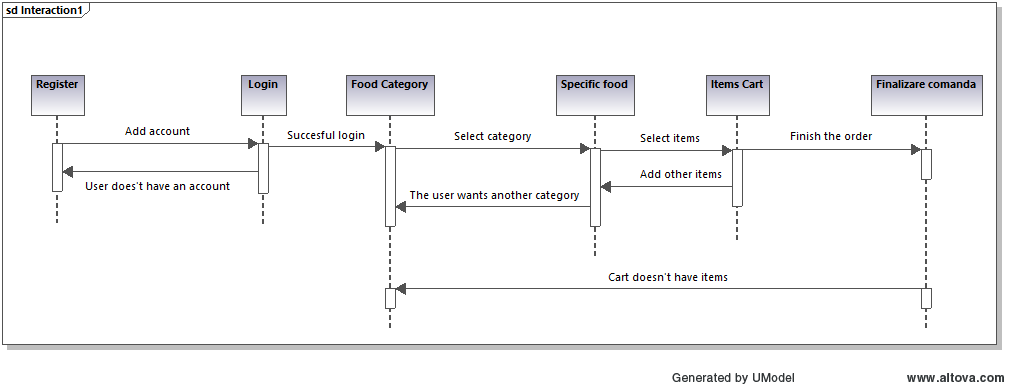 sd Interaction1
Register
Login
Food Category
Specific food
Items Cart
Finalizare comanda
Add account
Succesful login
Select category
Select items
Finish the order
User does't have an account
The user wants another category
Add other items
Cart doesn't have items
Generated by UModel
www.altova.com